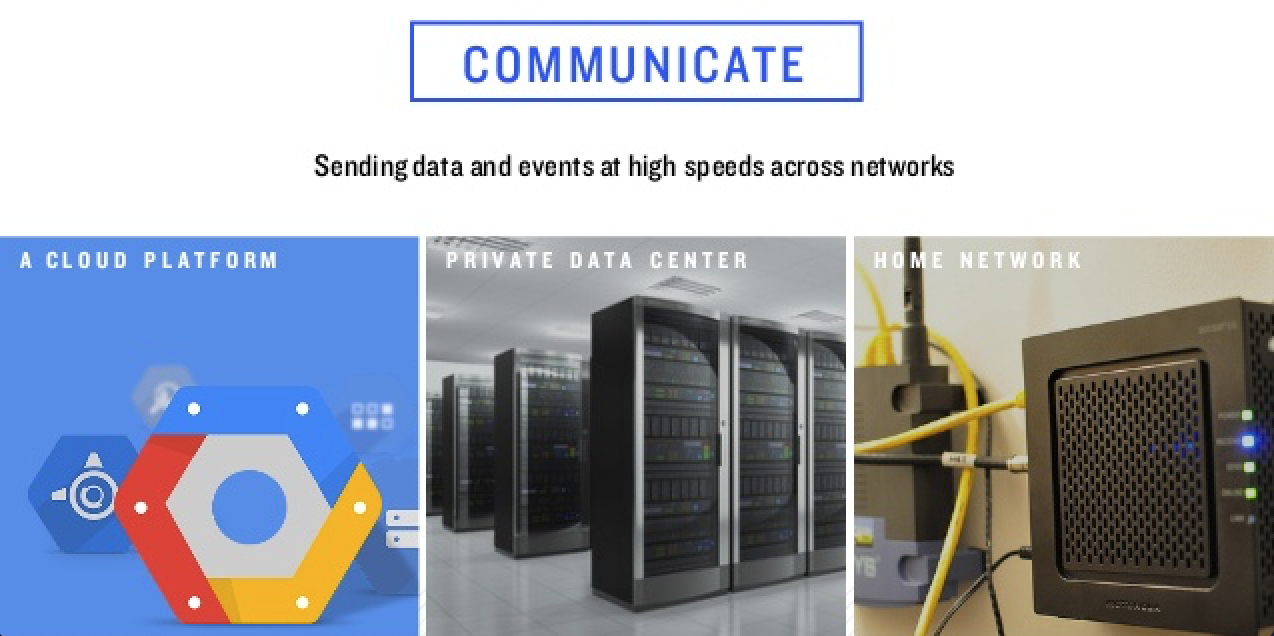 COMMUNICATE
Sending data and events at high speeds across networks
A CLOUD PLATFORM
PRIVATE DATA CENTER
HOME NETWORK